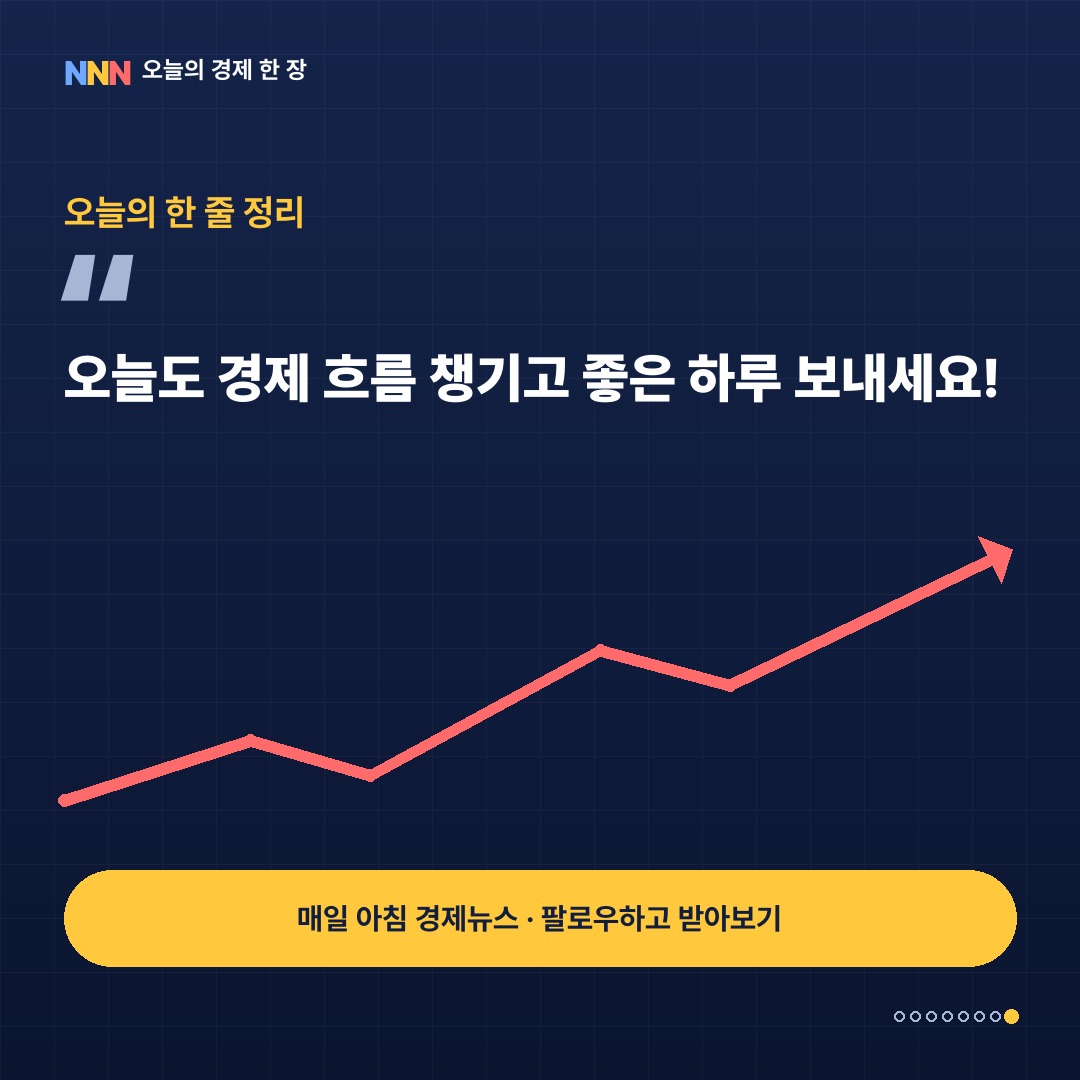 NNN 오늘의 경제 한 장
오늘의 한 줄 정리
"
오늘도 경제 흐름 챙기고 좋은 하루 보내세요!
매일 아침 경제뉴스 · 팔로우하고 받아보기